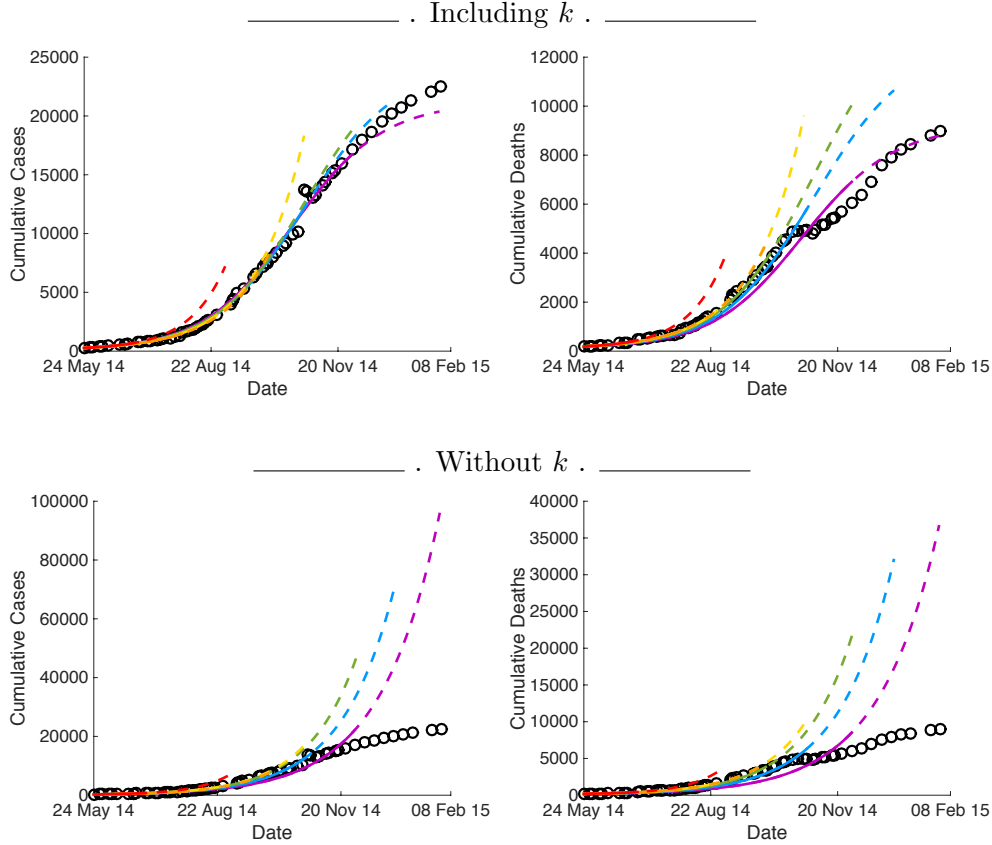 . Including k .
25000
20000
15000
10000
5000
0
Cumulative Cases
24 May 14 22 Aug 14 20 Nov 14 08 Feb 15
Date
12000
10000
8000
6000
4000
2000
0
Cumulative Deaths
24 May 14 22 Aug 14 20 Nov 14 08 Feb 15
Date
. Without k .
100000
80000
60000
40000
20000
0
Cumulative Cases
24 May 14 22 Aug 14 20 Nov 14 08 Feb 15
Date
40000
35000
30000
25000
20000
15000
10000
5000
0
Cumulative Deaths
24 May 14 22 Aug 14 20 Nov 14 08 Feb 15
Date